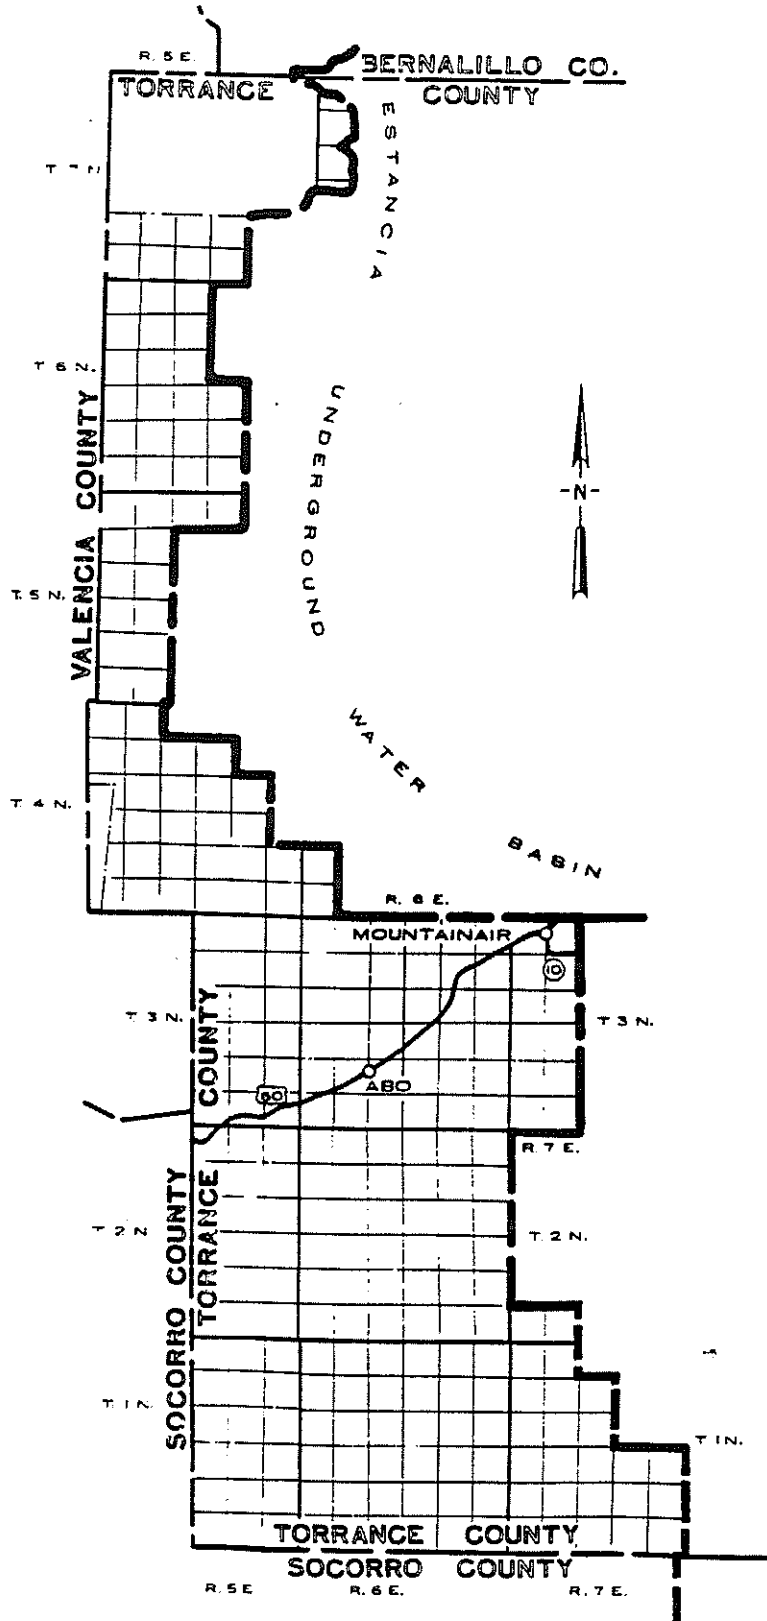 R. 5 E.
BERNALILLO CO.
TORRANCE COUNTY
ESTANCIA
T 7 N
T 6 N.
UNDERGROUND
VALENCIA COUNTY
-N-
T. 5 N.
WATER
T. 4 N.
BASIN
R. 6 E.
MOUNTAINAIR
10
T 3 N.
T 3 N.
ABO
60
R. 7 E.
SOCORRO COUNTY
TORRANCE COUNTY
T 2 N
T. 2 N.
T. 1 N.
T 1 N.
TORRANCE COUNTY
SOCORRO COUNTY
R. 5 E
R. 6 E.
R. 7 E.